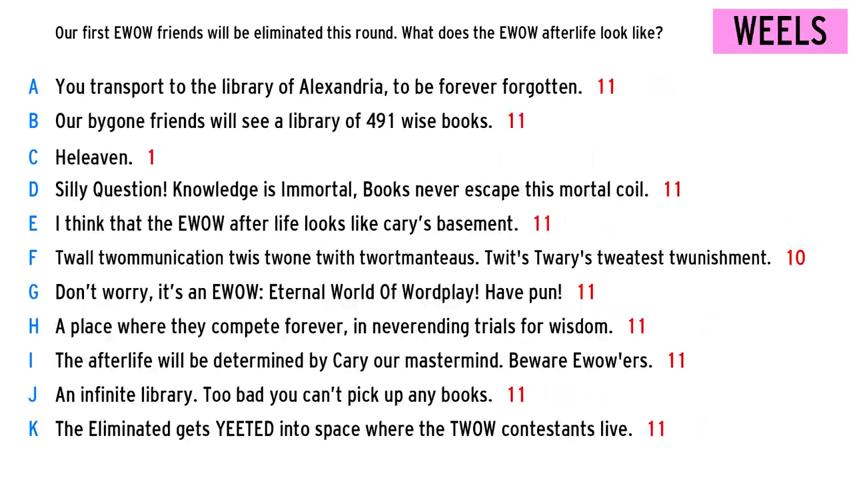 Our first EWOW friends will be eliminated this round. What does the EWOW afterlife look like?
WEELS
A You transport to the library of Alexandria, to be forever forgotten. 11
B Our bygone friends will see a library of 491 wise books. 11
C Heleaven. 1
D Silly Question! Knowledge is Immortal, Books never escape this mortal coil. 11
E I think that the EWOW after life looks like cary's basement. 11
F Twall twommunication twis twone twith twortmanteaus. Twit's Twary's tweatest twunishment. 10
G Don't worry, it's an EWOW: Eternal World Of Wordplay! Have pun! 11
H A place where they compete forever, in neverending trials for wisdom. 11
I The afterlife will be determined by Cary our mastermind. Beware Ewow'ers. 11
J An infinite library. Too bad you can't pick up any books. 11
K The Eliminated gets YEETED into space where the TWOW contestants live. 11